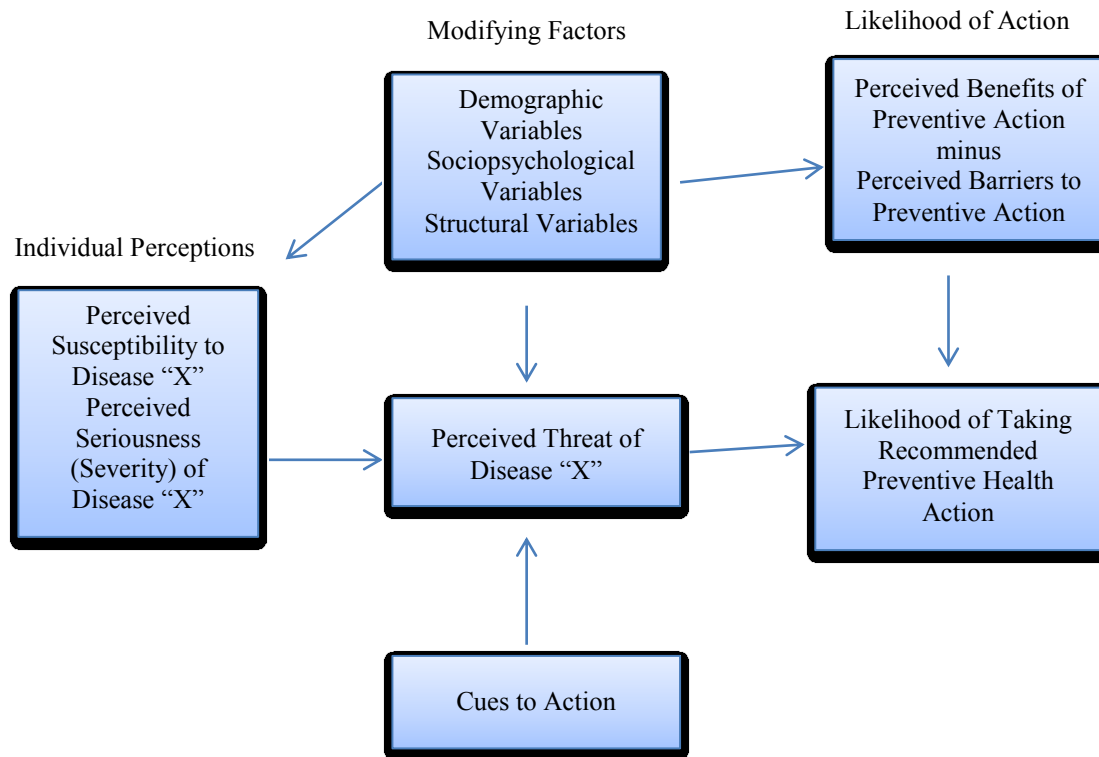 Modifying Factors
Likelihood of Action
Demographic
Variables
Sociopsychological
Variables
Structural Variables
Perceived Benefits of
Preventive Action
minus
Perceived Barriers to
Preventive Action
Individual Perceptions
Perceived
Susceptibility to
Disease “X”
Perceived
Seriousness
(Severity) of
Disease “X”
Perceived Threat of
Disease “X”
Likelihood of Taking
Recommended
Preventive Health
Action
Cues to Action